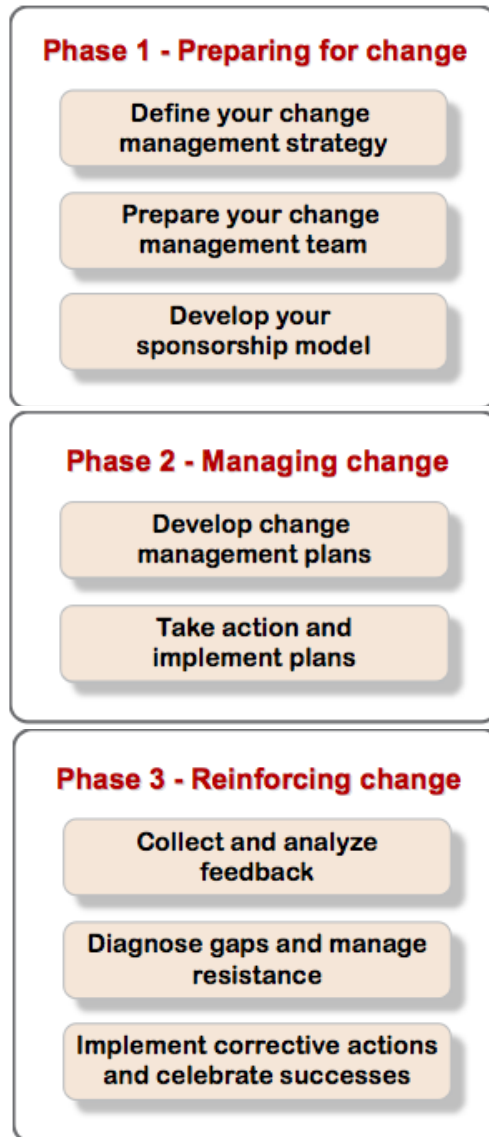 Phase 1 - Preparing for change
Define your change
management strategy
Prepare your change
management team
Develop your
sponsorship model
Phase 2 - Managing change
Develop change
management plans
Take action and
implement plans
Phase 3 - Reinforcing change
Collect and analyze
feedback
Diagnose gaps and manage
resistance
Implement corrective actions
and celebrate successes